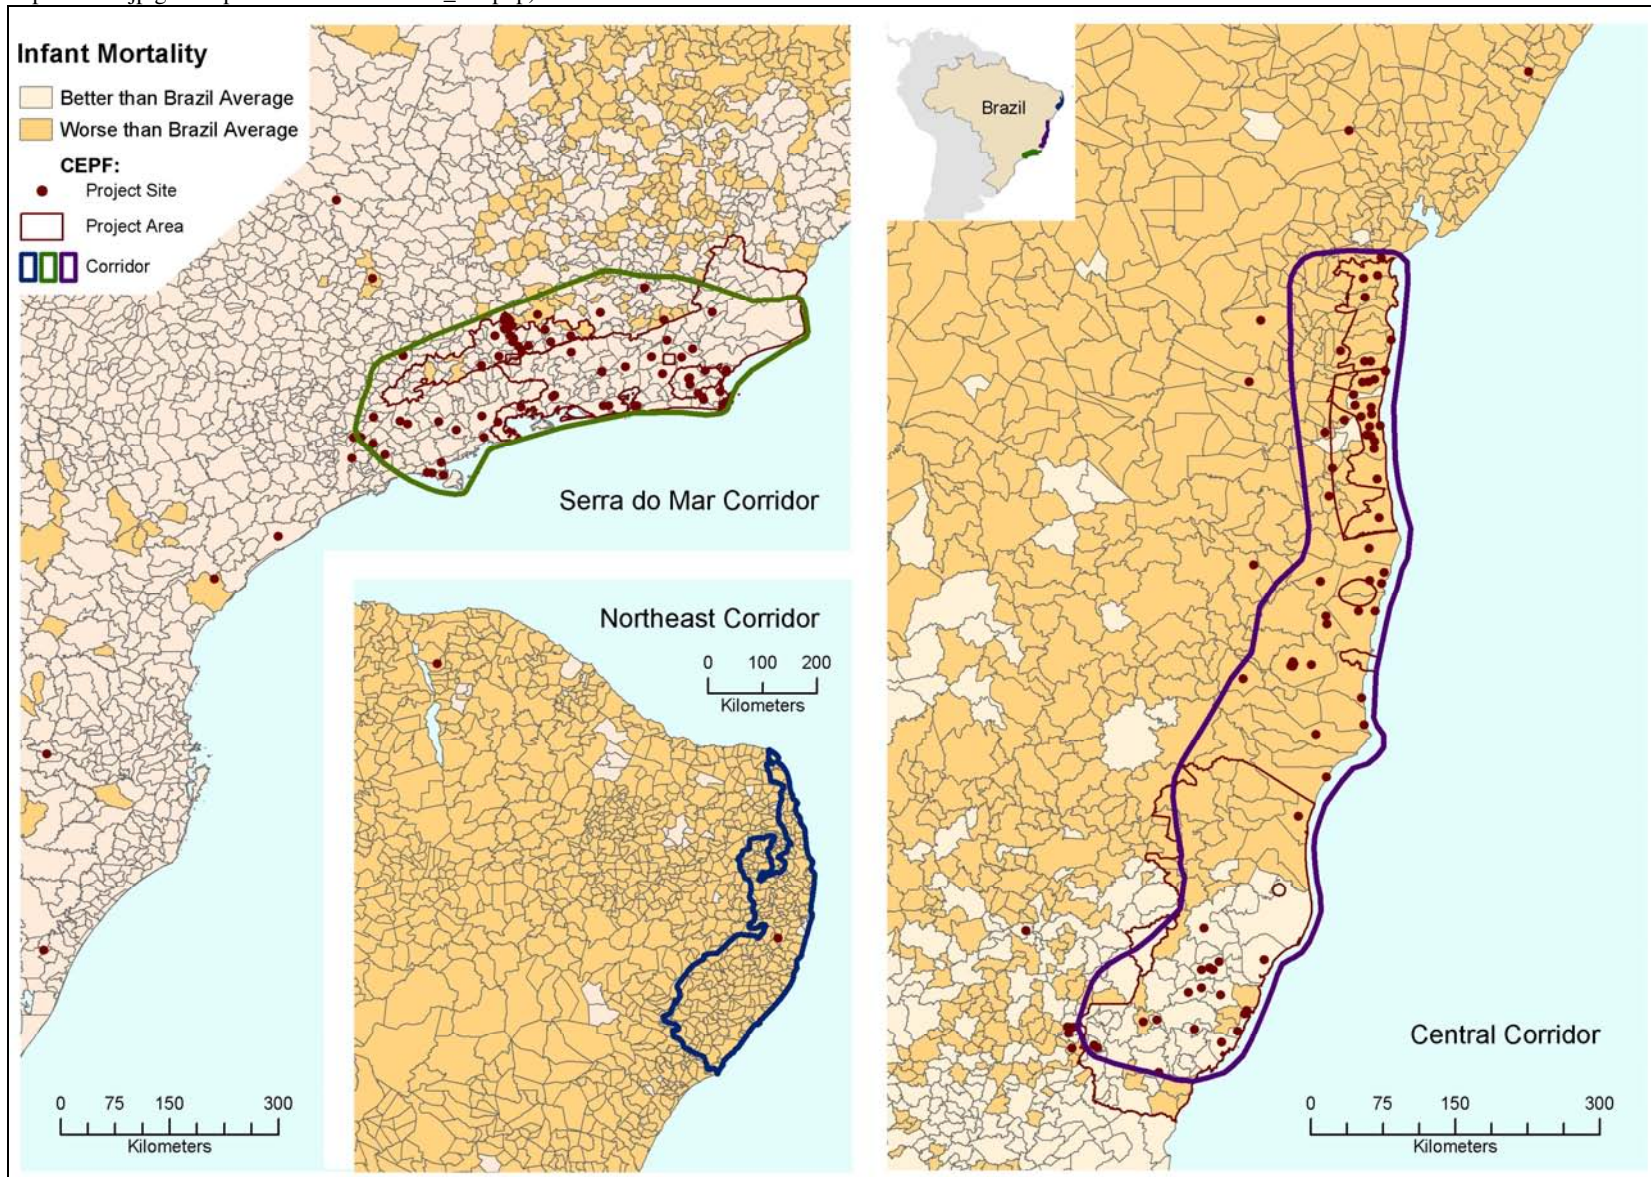 Infant Mortality
Better than Brazil Average
Worse than Brazil Average
CEPF:
Project Site
Project Area
Corridor
Serra do Mar Corridor
0 75 150 300
Kilometers
Northeast Corridor
0 100 200
Kilometers
Brazil
Central Corridor
0 75 150 300
Kilometers